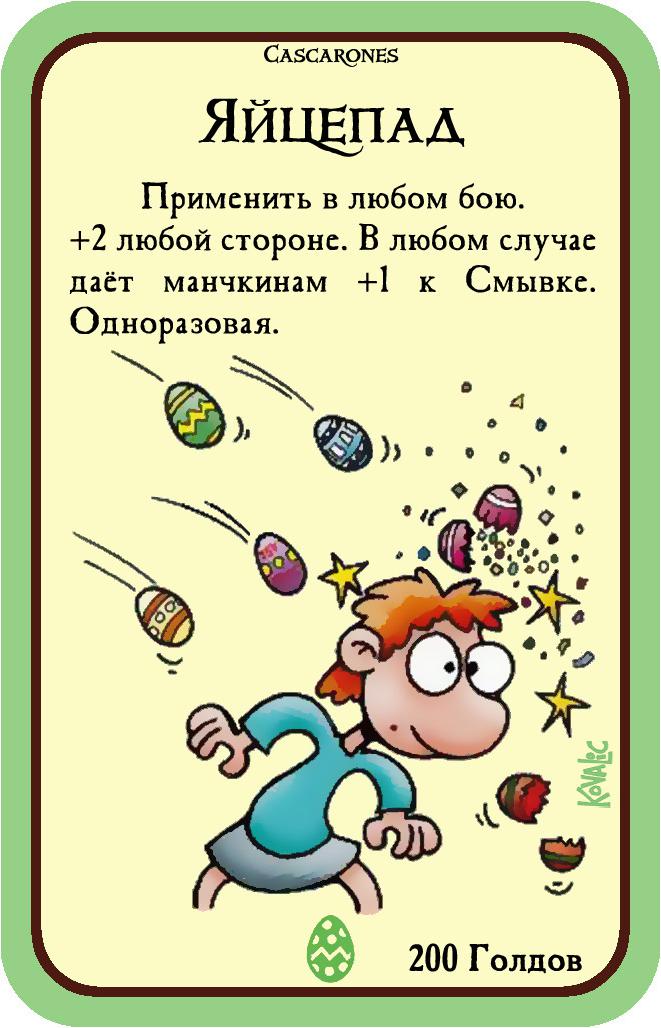 Cascarones
Яйцепад
Применить в любом бою.
+2 любой стороне. В любом случае
даёт манчкинам +1 к Смывке.
Одноразовая.
Kovalic
200 Голдов